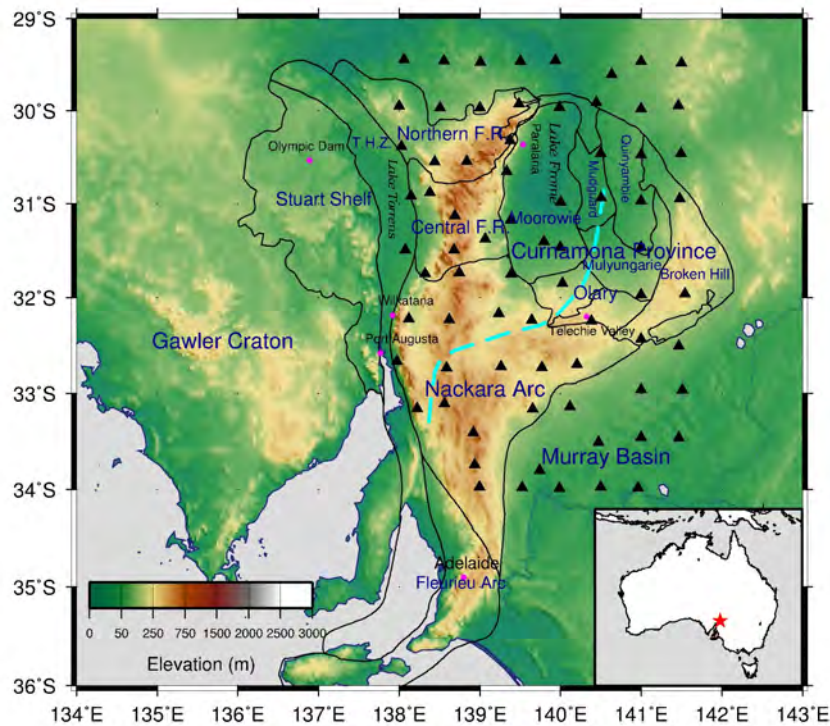 29°S
30°S
31°S
32°S
33°S
34°S
35°S
36°S
Northern F.R.
T.H.Z.
Olympic Dam
Paralana
Lake Frome
Quinyambie
Mudguard
Stuart Shelf
Lake Torrens
Moorowie
Central F.R.
Curnamona Province
Mulyungarie
Broken Hill
Olary
Wilkatana
Telechie Valley
Port Augusta
Gawler Craton
Nackara Arc
Murray Basin
Adelaide
Fleurieu Arc
0 50 250 750 1500 2500 3000
Elevation (m)
134°E 135°E 136°E 137°E 138°E 139°E 140°E 141°E 142°E 143°E